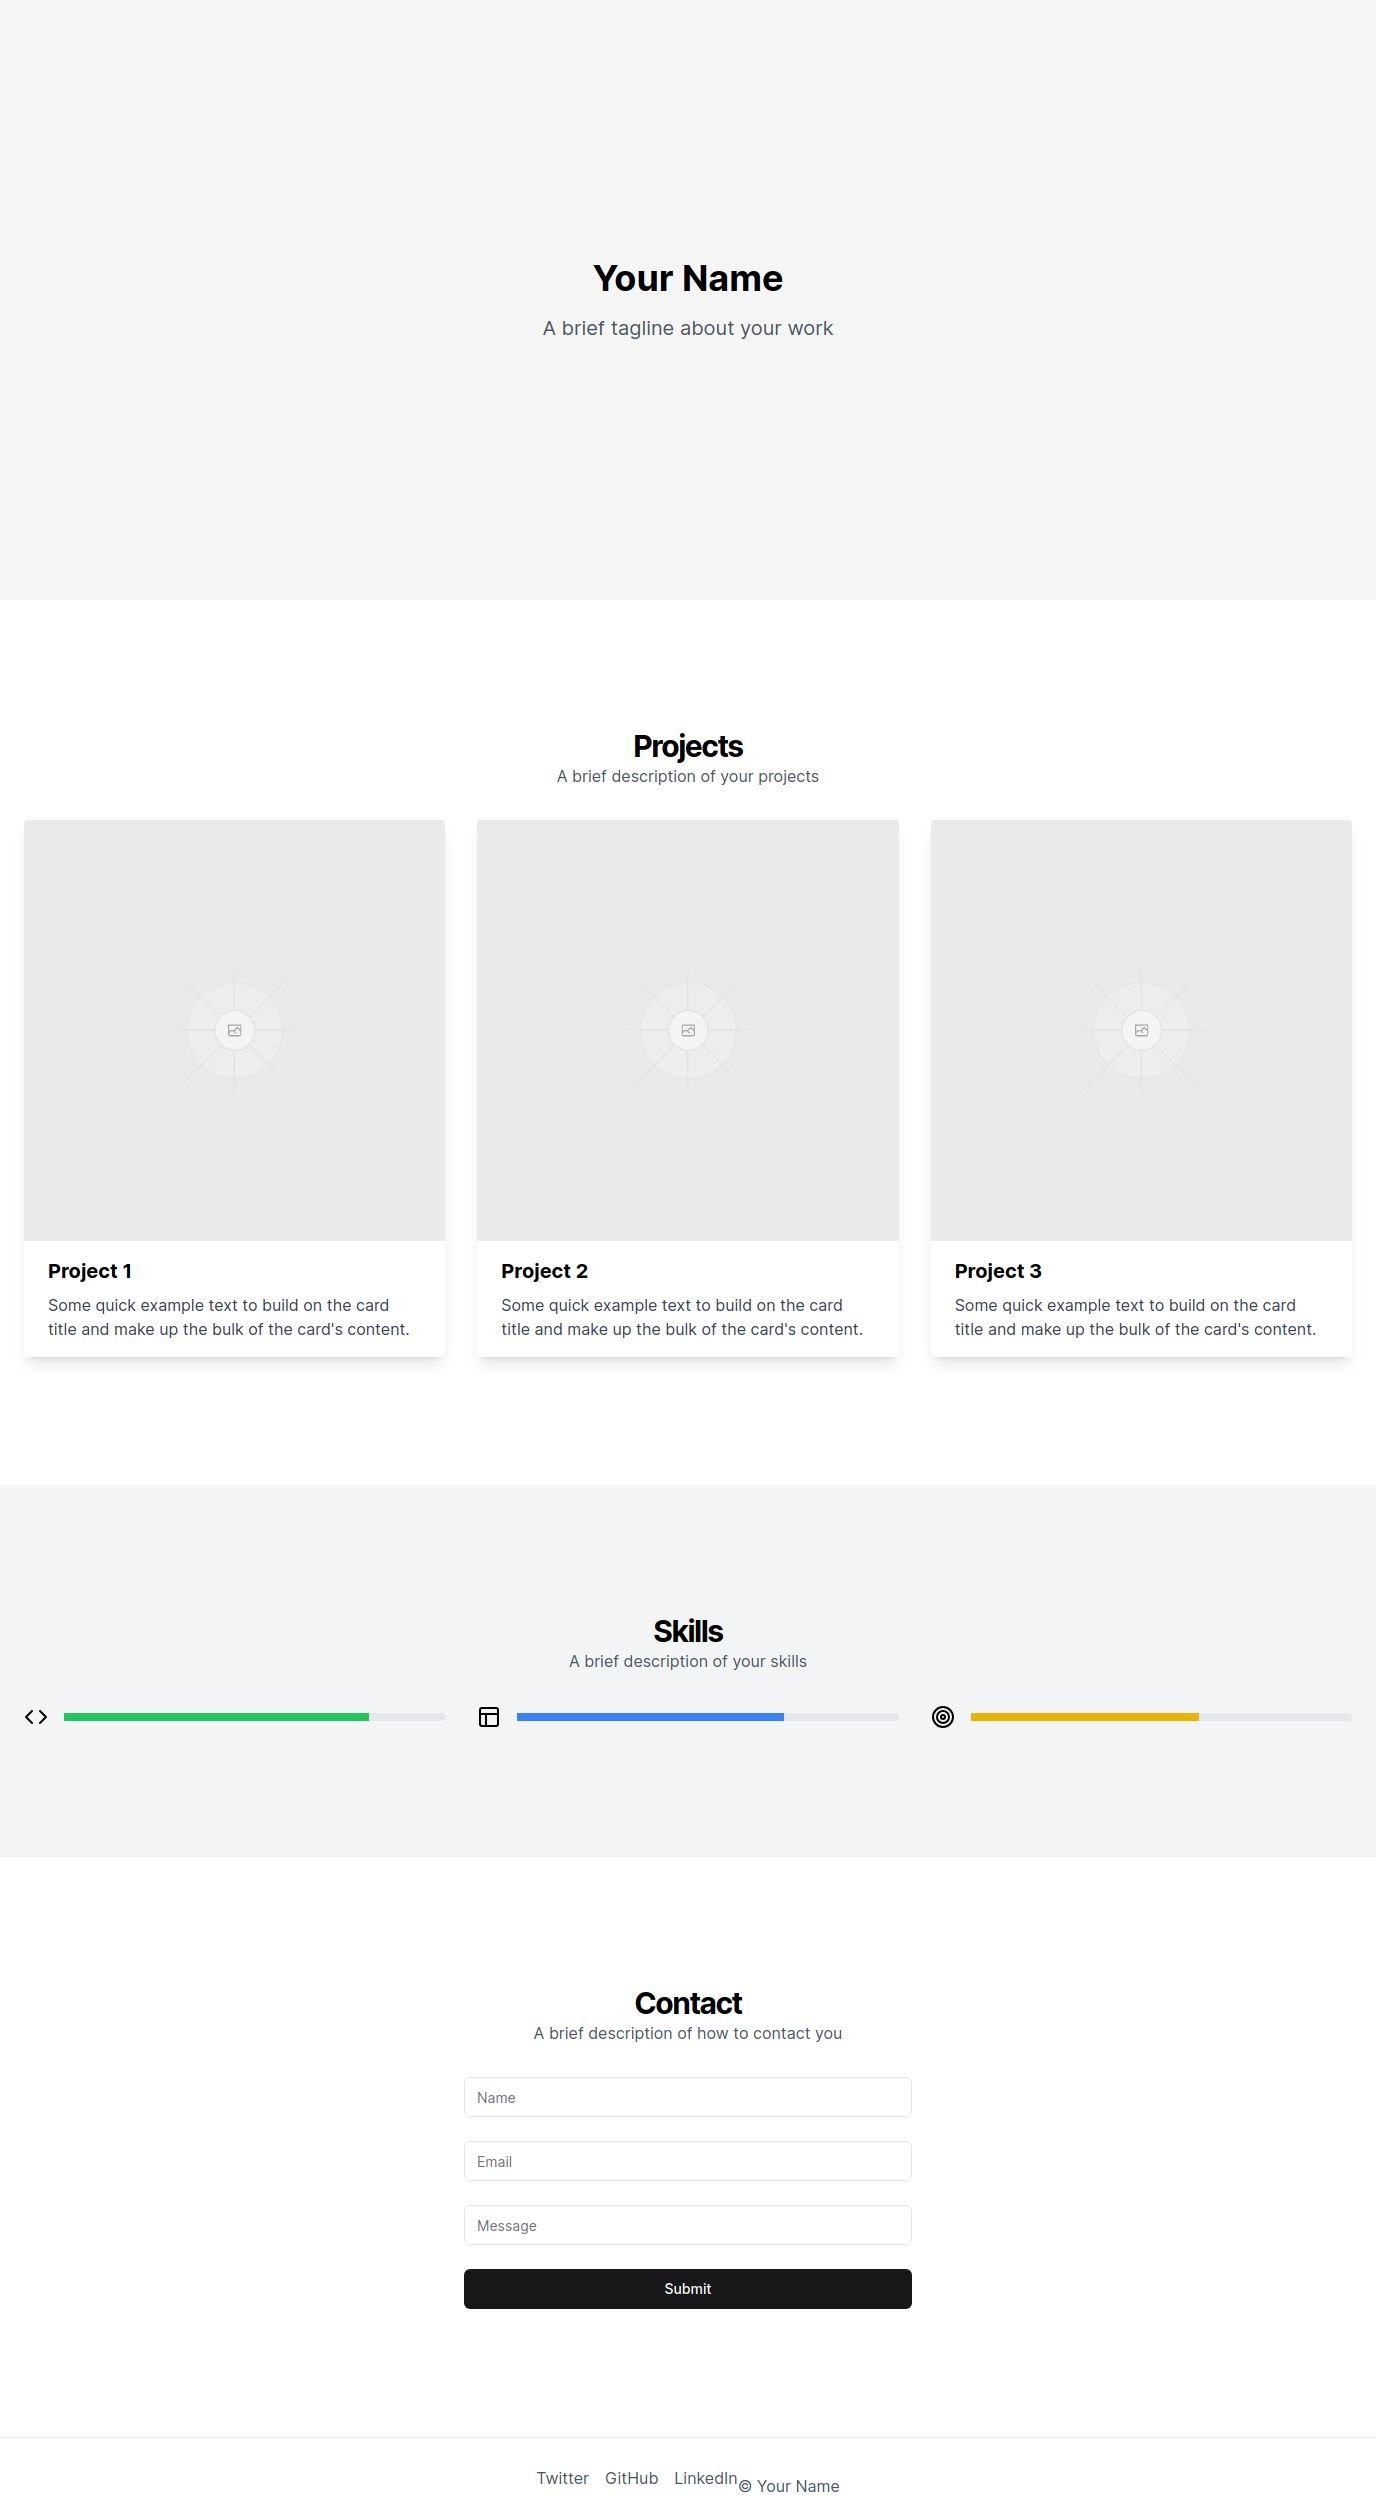 Your Name
A brief tagline about your work
Projects
A brief description of your projects
Project 1
Some quick example text to build on the card
title and make up the bulk of the card's content.
Project 2
Some quick example text to build on the card
title and make up the bulk of the card's content.
Project 3
Some quick example text to build on the card
title and make up the bulk of the card's content.
Skills
A brief description of your skills
Contact
A brief description of how to contact you
Name
Email
Message
Submit
Twitter GitHub LinkedIn
© Your Name